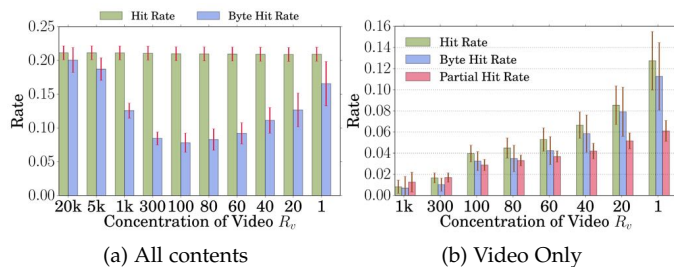 Hit Rate
Byte Hit Rate
0.25
0.20
0.15
0.10
0.05
0.00
Rate
20k 5k 1k 300 100 80 60 40 20 1
Concentration of Video R_v
(a) All contents
Hit Rate
Byte Hit Rate
Partial Hit Rate
0.16
0.14
0.12
0.10
0.08
0.06
0.04
0.02
0.00
Rate
1k 300 100 80 60 40 20 1
Concentration of Video R_v
(b) Video Only